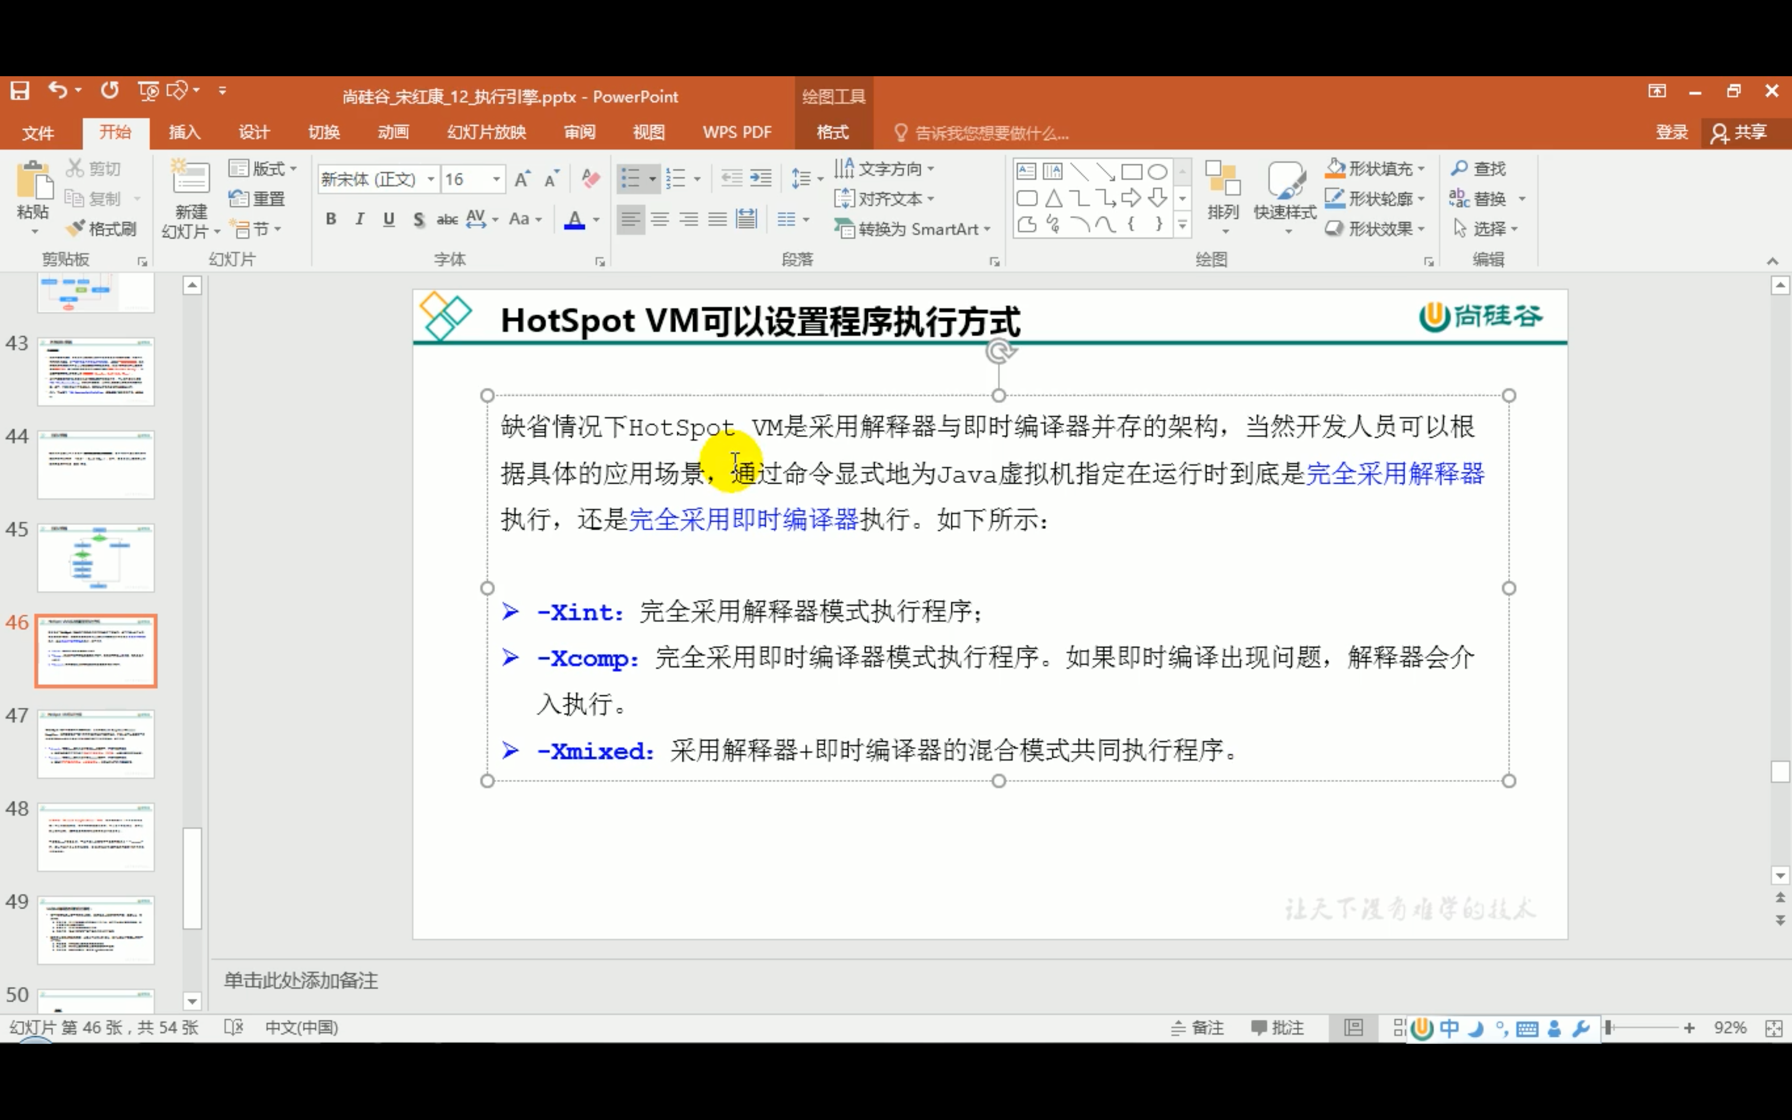 尚硅谷_宋红康_12_执行引擎.pptx - PowerPoint
绘图工具
文件
开始
插入
设计
切换
动画
幻灯片放映
审阅
视图
WPS PDF
格式
告诉我您想要做什么...
登录
共享
粘贴
剪切
复制
格式刷
剪贴板
新建
幻灯片
版式
重置
节
幻灯片
新宋体 (正文)
16
B I U S abc AV Aa A
字体
文字方向
对齐文本
转换为 SmartArt
段落
排列
快速样式
形状填充
形状轮廓
形状效果
绘图
查找
替换
选择
编辑
43
44
45
46
47
48
49
50
HotSpot VM可以设置程序执行方式
尚硅谷
缺省情况下HotSpot VM是采用解释器与即时编译器并存的架构，当然开发人员可以根
据具体的应用场景，通过命令显式地为Java虚拟机指定在运行时到底是完全采用解释器
执行，还是完全采用即时编译器执行。如下所示：
-Xint：完全采用解释器模式执行程序；
-Xcomp：完全采用即时编译器模式执行程序。如果即时编译出现问题，解释器会介
入执行。
-Xmixed：采用解释器+即时编译器的混合模式共同执行程序。
让天下没有难学的技术
单击此处添加备注
幻灯片 第 46 张，共 54 张
中文(中国)
备注
批注
中
92%